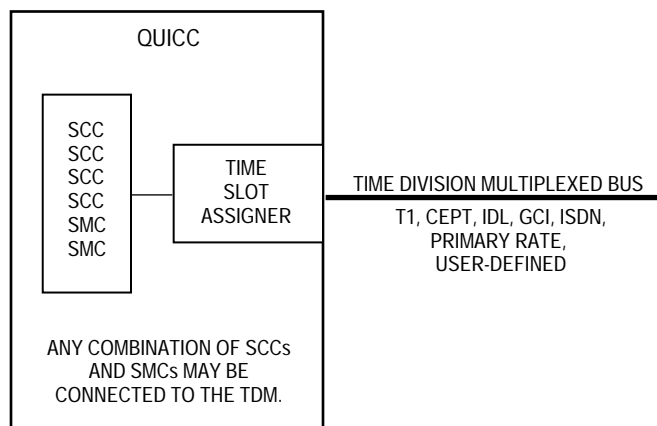 QUICC
SCC
SCC
SCC
SCC
SMC
SMC
TIME
SLOT
ASSIGNER
TIME DIVISION MULTIPLEXED BUS
T1, CEPT, IDL, GCI, ISDN,
PRIMARY RATE,
USER-DEFINED
ANY COMBINATION OF SCCs
AND SMCs MAY BE
CONNECTED TO THE TDM.